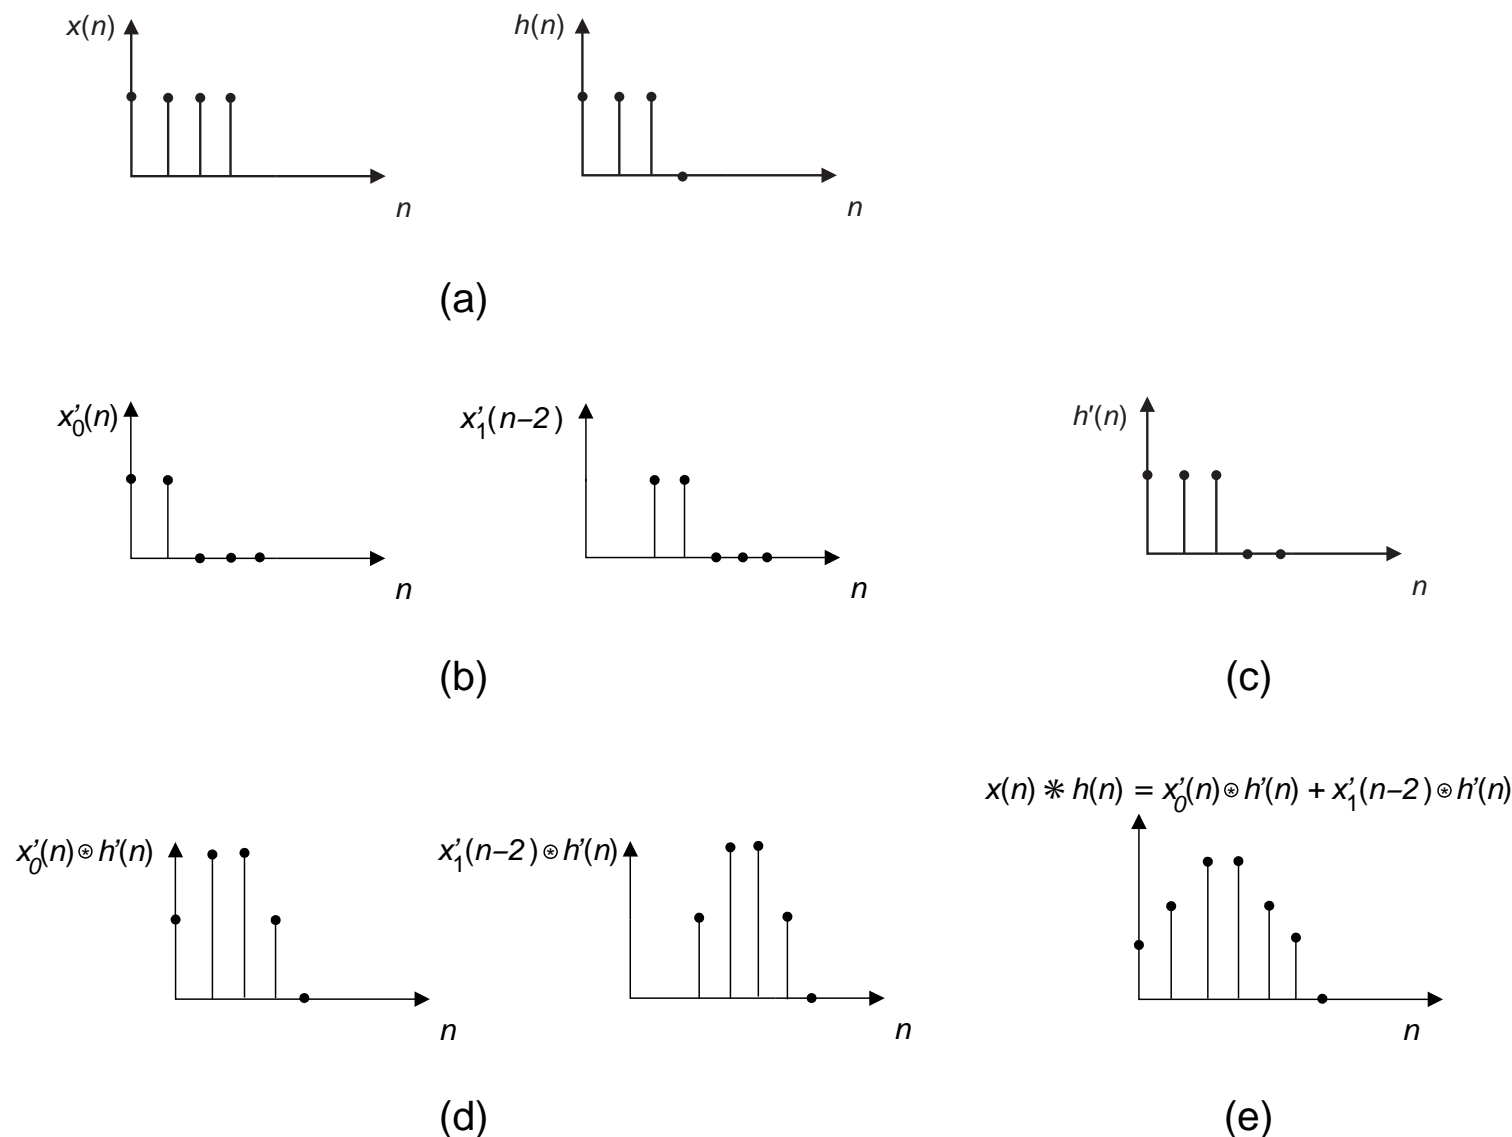 x(n)
h(n)
n
n
(a)
x′0(n)
x′1(n−2)
h′(n)
n
n
n
(b)
(c)
x(n) ∗ h(n) = x′0(n) ⊛ h′(n) + x′1(n−2) ⊛ h′(n)
x′0(n) ⊛ h′(n)
x′1(n−2) ⊛ h′(n)
n
n
n
(d)
(e)